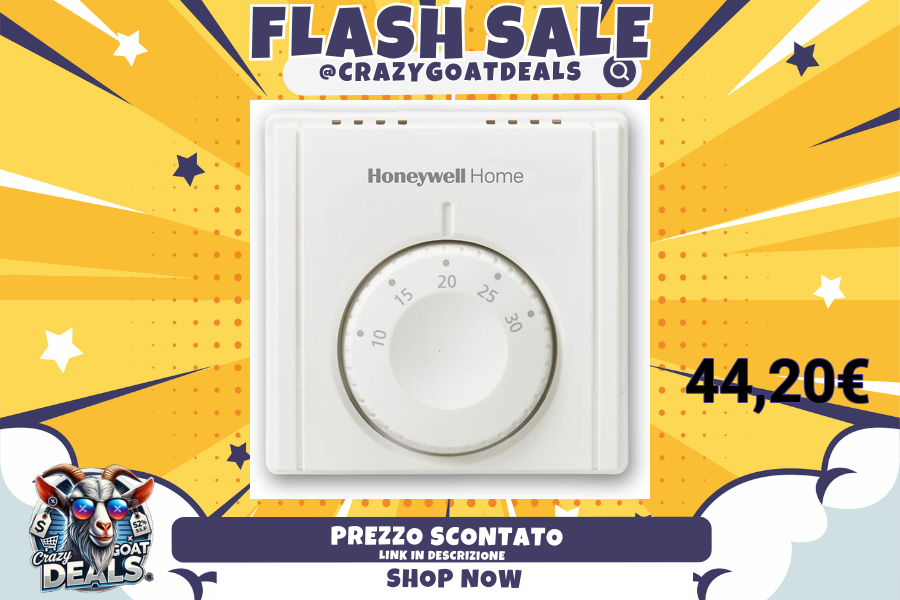 FLASH SALE
@CRAZYGOATDEALS
Honeywell Home
10 15 20 25 30
44,20€
PREZZO SCONTATO
LINK IN DESCRIZIONE
SHOP NOW
$
52%
Crazy GOAT
DEALS